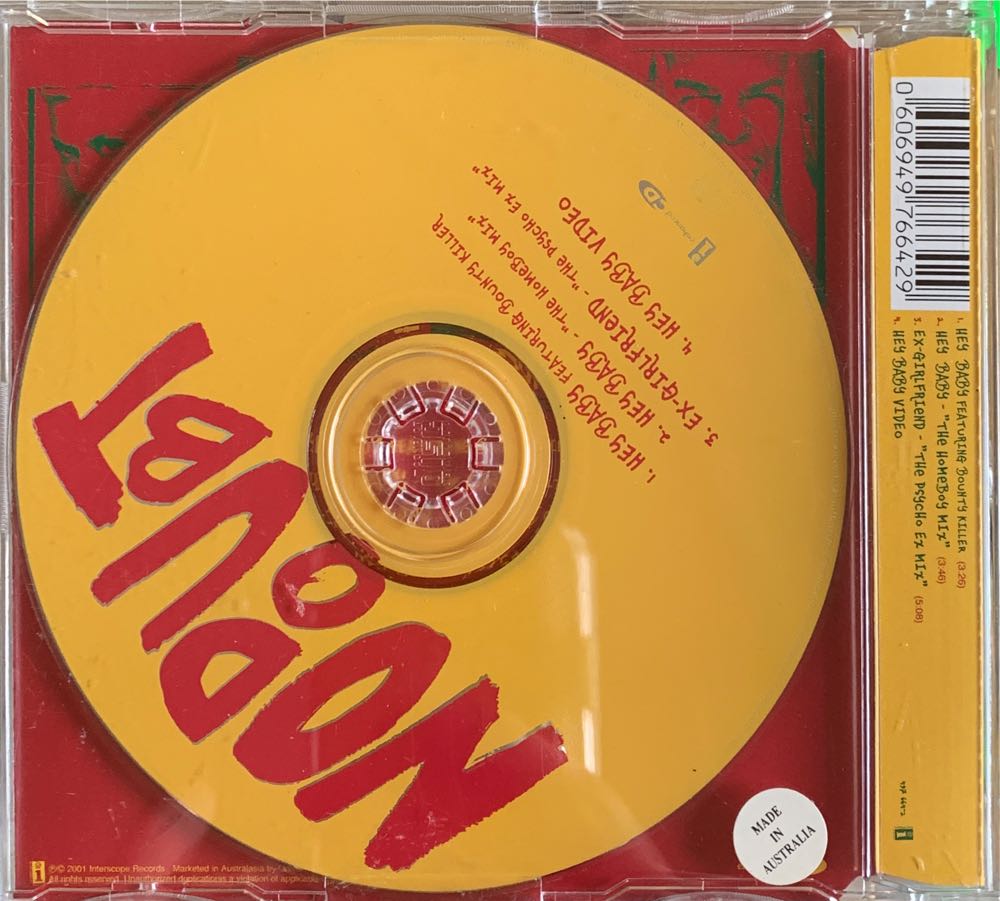 NO DOUBT
1. HEY BABY FEATURING BOUNTY KILLER
2. HEY BABY - "THE HOMEBOY MIX"
3. EX-GIRLFRIEND - "THE PSYCHO EX MIX"
4. HEY BABY VIDEO
0 606949 766429
1. HEY BABY FEATURING BOUNTY KILLER (3:26)
2. HEY BABY - "THE HOMEBOY MIX" (3:46)
3. EX-GIRLFRIEND - "THE PSYCHO EX MIX" (5:08)
4. HEY BABY VIDEO
MADE
IN
AUSTRALIA
℗© 2001 Interscope Records Marketed in Australasia by
All rights reserved. Unauthorized duplication is a violation of applicable